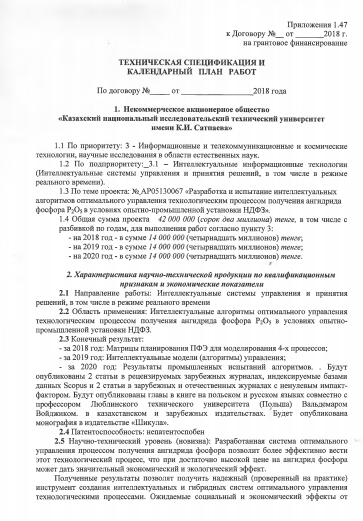 Приложения 1.47
к Договору №__ от ______ 2018 г.
на грантовое финансирование
ТЕХНИЧЕСКАЯ СПЕЦИФИКАЦИЯ И
КАЛЕНДАРНЫЙ ПЛАН РАБОТ
По договору №_____ от ____________________2018 года
1. Некоммерческое акционерное общество
«Казахский национальный исследовательский технический университет
имени К.И. Сатпаева»
1.1 По приоритету: 3 - Информационные и телекоммуникационные и космические
технологии, научные исследования в области естественных наук.
1.2 По подприоритету:_3.1 – Интеллектуальные информационные технологии
(Интеллектуальные системы управления и принятия решений, в том числе в режиме
реального времени).
1.3 По теме проекта: №_АР05130067 «Разработка и испытание интеллектуальных
алгоритмов оптимального управления технологическим процессом получения ангидрида
фосфора P₂O₅ в условиях опытно-промышленной установки НДФЗ».
1.4 Общая сумма проекта 42 000 000 (сорок два миллиона) тенге, в том числе с
разбивкой по годам, для выполнения работ согласно пункту 3:
- на 2018 год - в сумме 14 000 000 (четырнадцать миллионов) тенге;
- на 2019 год - в сумме 14 000 000 (четырнадцать миллионов) тенге;
- на 2020 год - в сумме 14 000 000 (четырнадцать миллионов) тенге.
2. Характеристика научно-технической продукции по квалификационным
признакам и экономические показатели
2.1 Направление работы: Интеллектуальные системы управления и принятия
решений, в том числе в режиме реального времени
2.2 Область применения: Интеллектуальные алгоритмы оптимального управления
технологическим процессом получения ангидрида фосфора P₂O₅ в условиях опытно-
промышленной установки НДФЗ.
2.3 Конечный результат:
- за 2018 год: Матрицы планирования ПФЭ для моделирования 4-х процессов;
- за 2019 год: Интеллектуальные модели (алгоритмы) управления;
- за 2020 год: Результаты промышленных испытаний алгоритмов. . Будут
опубликованы 2 статьи в рецензируемых зарубежных журналах, индексируемые базами
данных Scopus и 2 статьи в зарубежных и отечественных журналах с ненулевым импакт-
фактором. Будут опубликованы главы в книге на польском и русском языках совместно с
профессором Люблинского технического университета (Польша) Вальдемаром
Войджиком. в казахстанском и зарубежных издательствах. Будет опубликована
монография в издательстве «Шикула».
2.4 Патентоспособность: непатентоспобен
2.5 Научно-технический уровень (новизна): Разработанная система оптимального
управления процессом получения ангидрида фосфора позволит более эффективно вести
этот технологический процесс, что при достаточно высокой цене на ангидрид фосфора
может дать значительный экономический и экологический эффект.
Полученные результаты позволят получить надежный (проверенный на практике)
инструмент создания интеллектуальных и гибридных систем оптимального управления
технологическими процессами. Ожидаемые социальный и экономический эффекты от